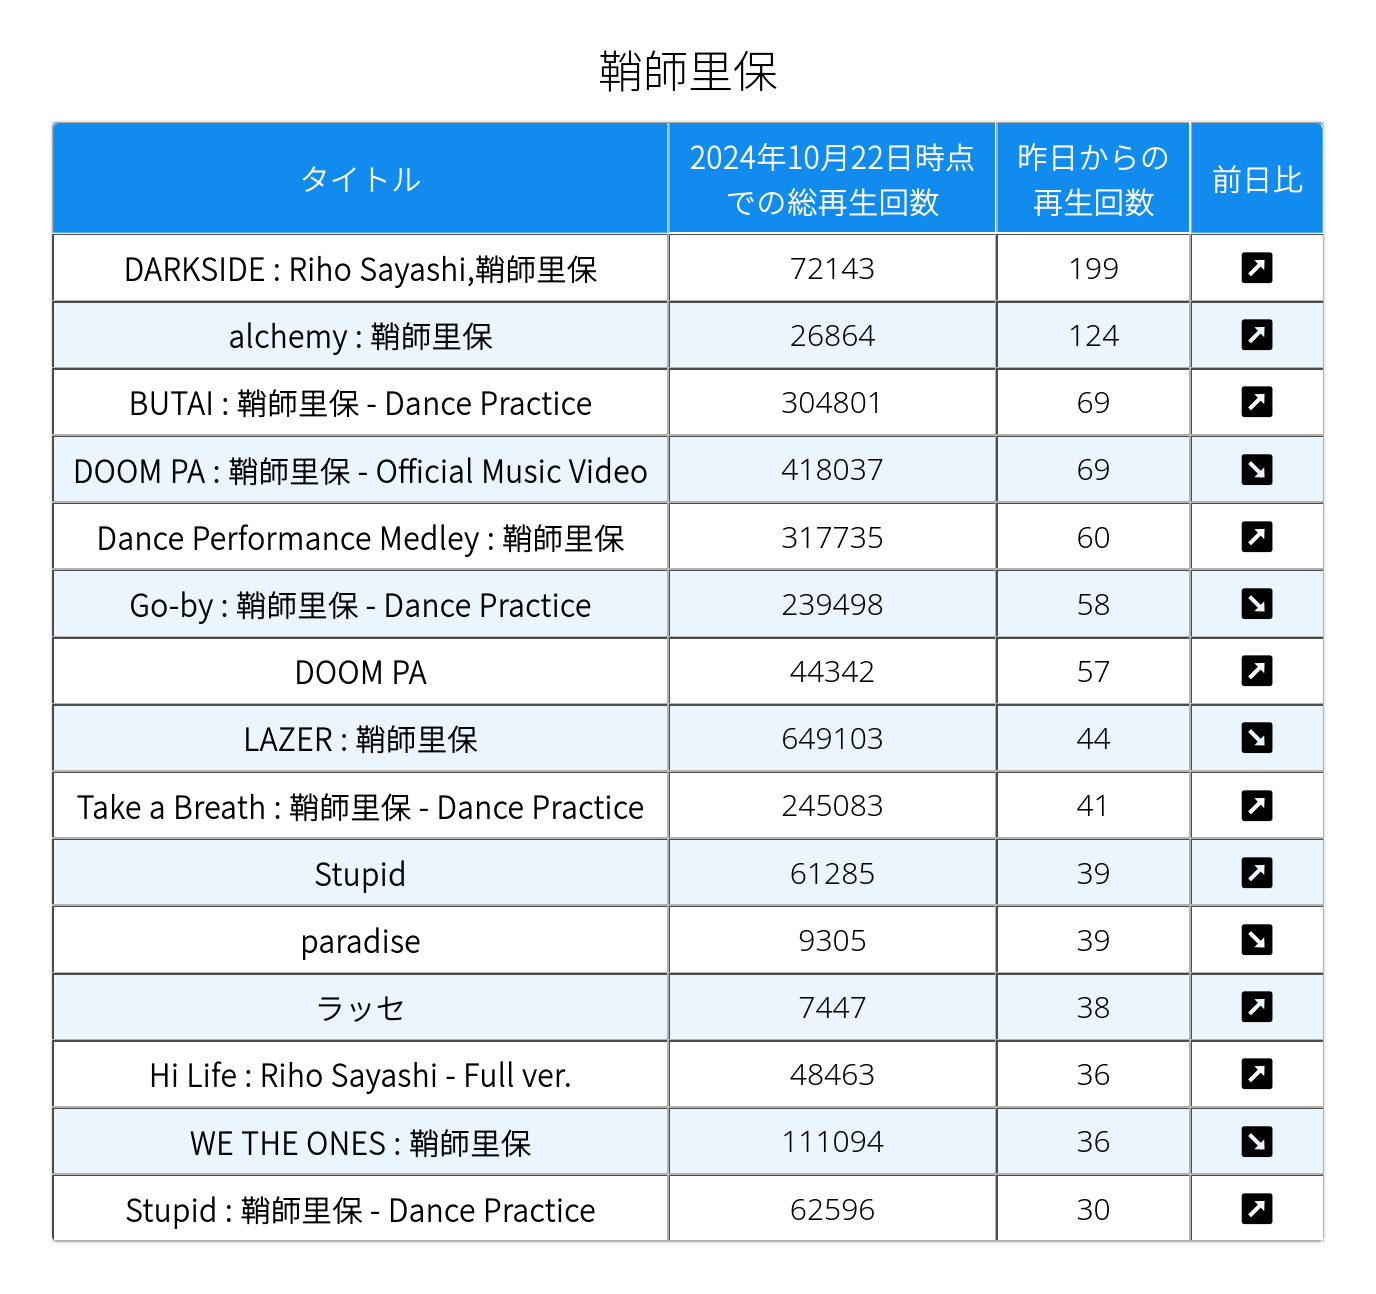 鞘師里保
タイトル
2024年10月22日時点
での総再生回数
昨日からの
再生回数
前日比
DARKSIDE : Riho Sayashi,鞘師里保 72143 199
alchemy : 鞘師里保 26864 124
BUTAI : 鞘師里保 - Dance Practice 304801 69
DOOM PA : 鞘師里保 - Official Music Video 418037 69
Dance Performance Medley : 鞘師里保 317735 60
Go-by : 鞘師里保 - Dance Practice 239498 58
DOOM PA 44342 57
LAZER : 鞘師里保 649103 44
Take a Breath : 鞘師里保 - Dance Practice 245083 41
Stupid 61285 39
paradise 9305 39
ラッセ 7447 38
Hi Life : Riho Sayashi - Full ver. 48463 36
WE THE ONES : 鞘師里保 111094 36
Stupid : 鞘師里保 - Dance Practice 62596 30